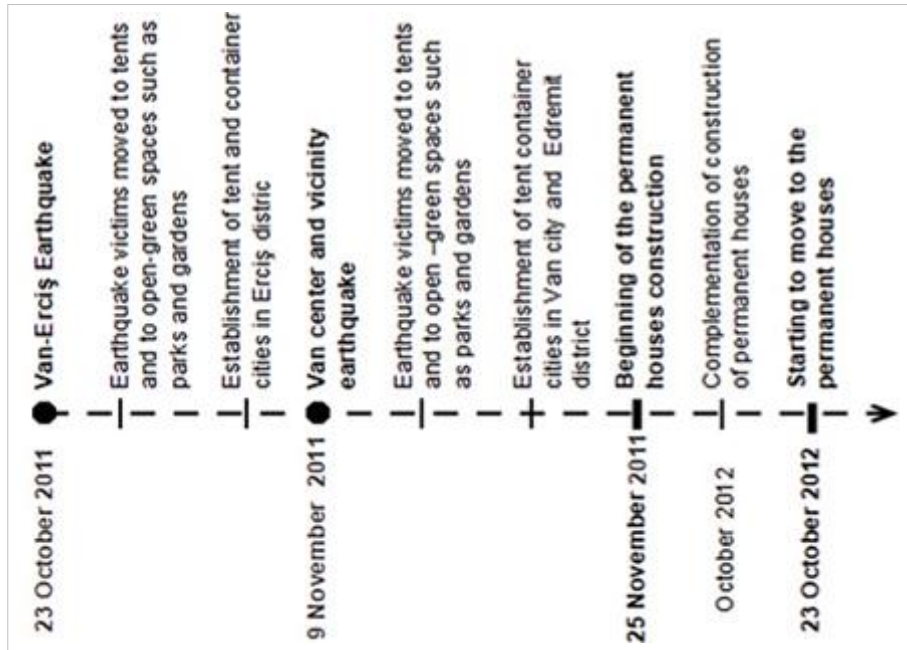 23 October 2011
Van-Erciş Earthquake
Earthquake victims moved to tents
and to open-green spaces such as
parks and gardens
Establishment of tent and container
cities in Erciş distric
9 November 2011
Van center and vicinity
earthquake
Earthquake victims moved to tents
and to open –green spaces such
as parks and gardens
Establishment of tent container
cities in Van city and Edremit
district
25 November 2011
Beginning of the permanent
houses construction
October 2012
Complementation of construction
of permanent houses
23 October 2012
Starting to move to the
permanent houses